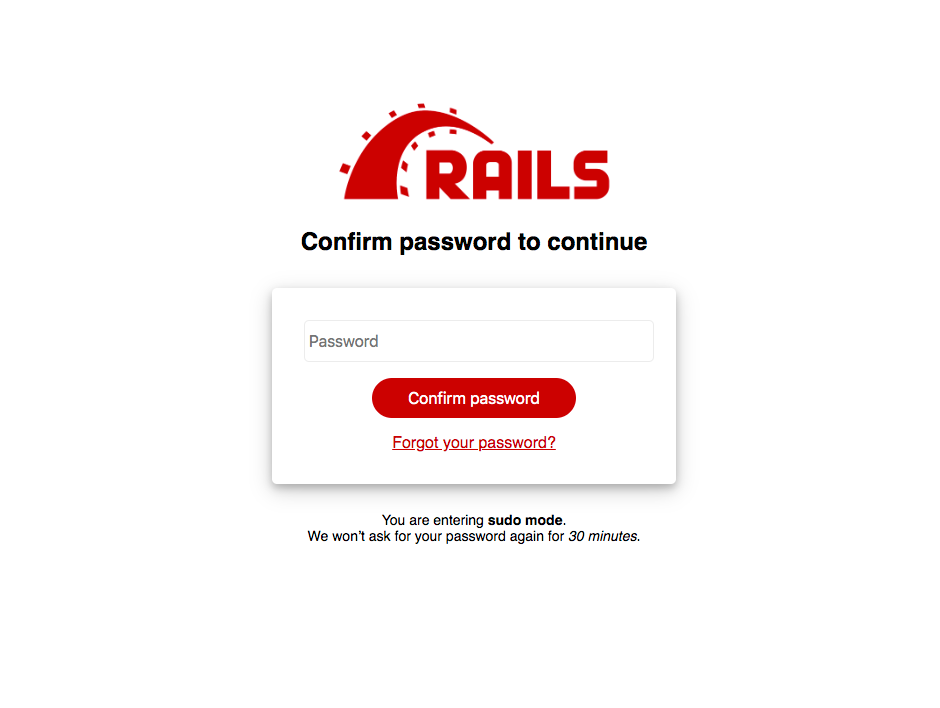 RAILS
Confirm password to continue
Password
Confirm password
Forgot your password?
You are entering sudo mode.
We won’t ask for your password again for 30 minutes.